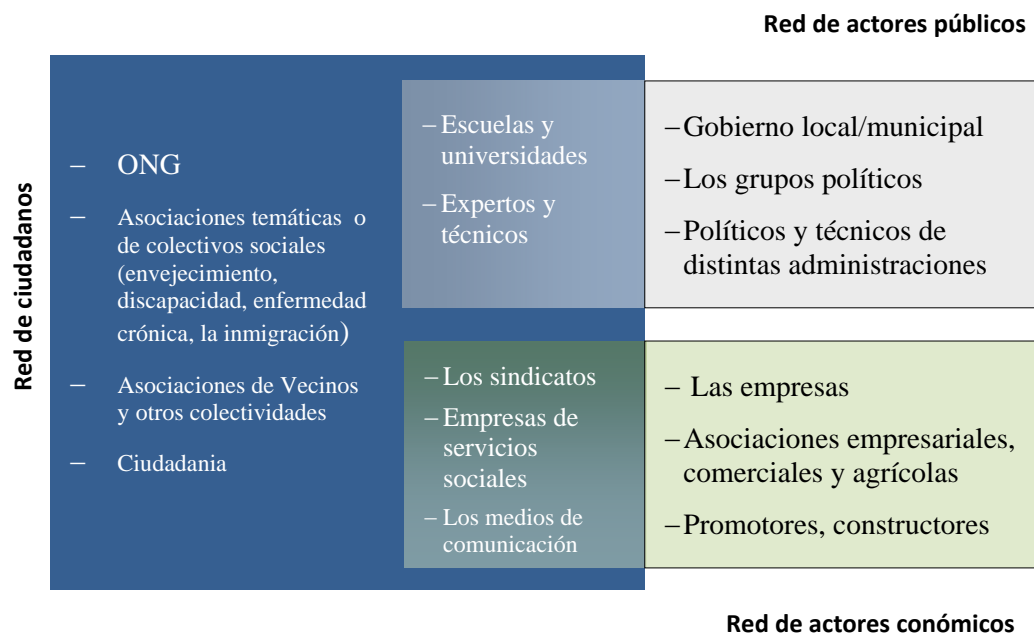 Red de actores públicos
Red de ciudadanos
– ONG
– Asociaciones temáticas o
de colectivos sociales
(envejecimiento,
discapacidad, enfermedad
crónica, la inmigración)
– Asociaciones de Vecinos
y otros colectividades
– Ciudadania
– Escuelas y
universidades
– Expertos y
técnicos
– Gobierno local/municipal
– Los grupos políticos
– Políticos y técnicos de
distintas administraciones
– Los sindicatos
– Empresas de
servicios
sociales
– Los medios de
comunicación
– Las empresas
– Asociaciones empresariales,
comerciales y agrícolas
– Promotores, constructores
Red de actores conómicos